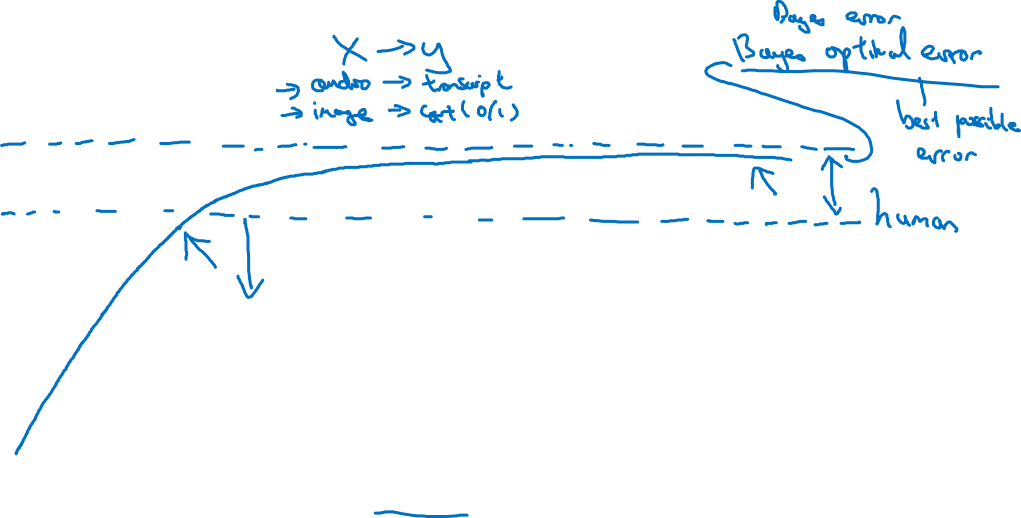 Bayes error
Bayes optimal error
X → y
→ audio → transcript
→ image → cat (0/1)
best possible
error
human